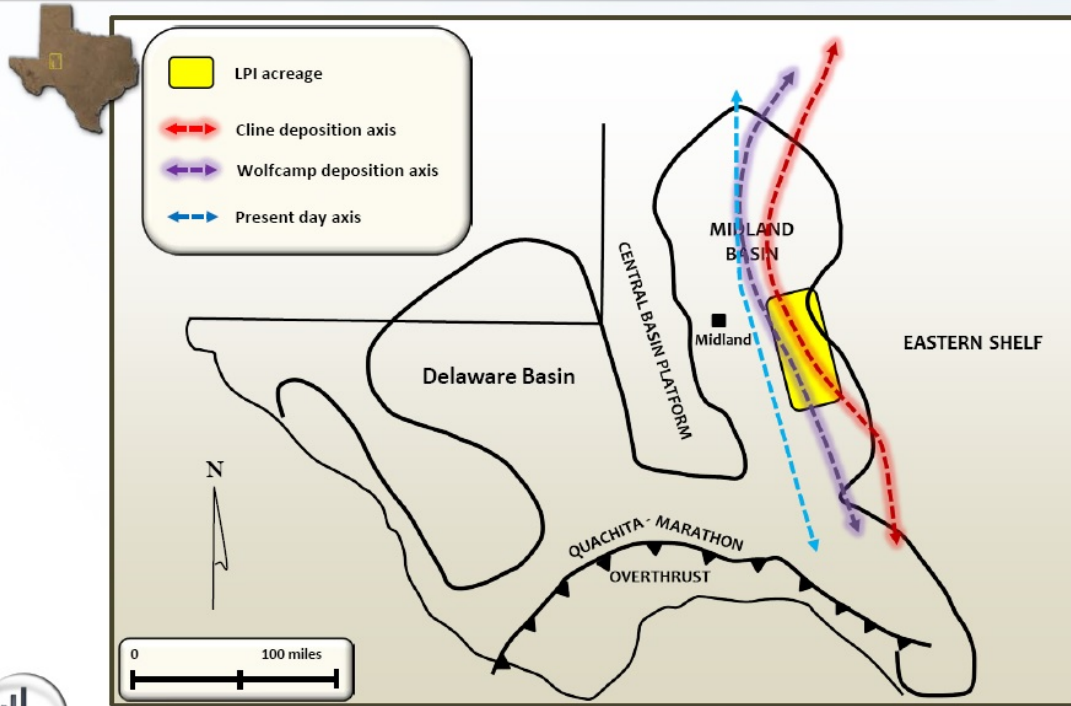 LPI acreage
Cline deposition axis
Wolfcamp deposition axis
Present day axis
MIDLAND
BASIN
CENTRAL BASIN PLATFORM
Midland
EASTERN SHELF
Delaware Basin
N
QUACHITA - MARATHON
OVERTHRUST
0 100 miles